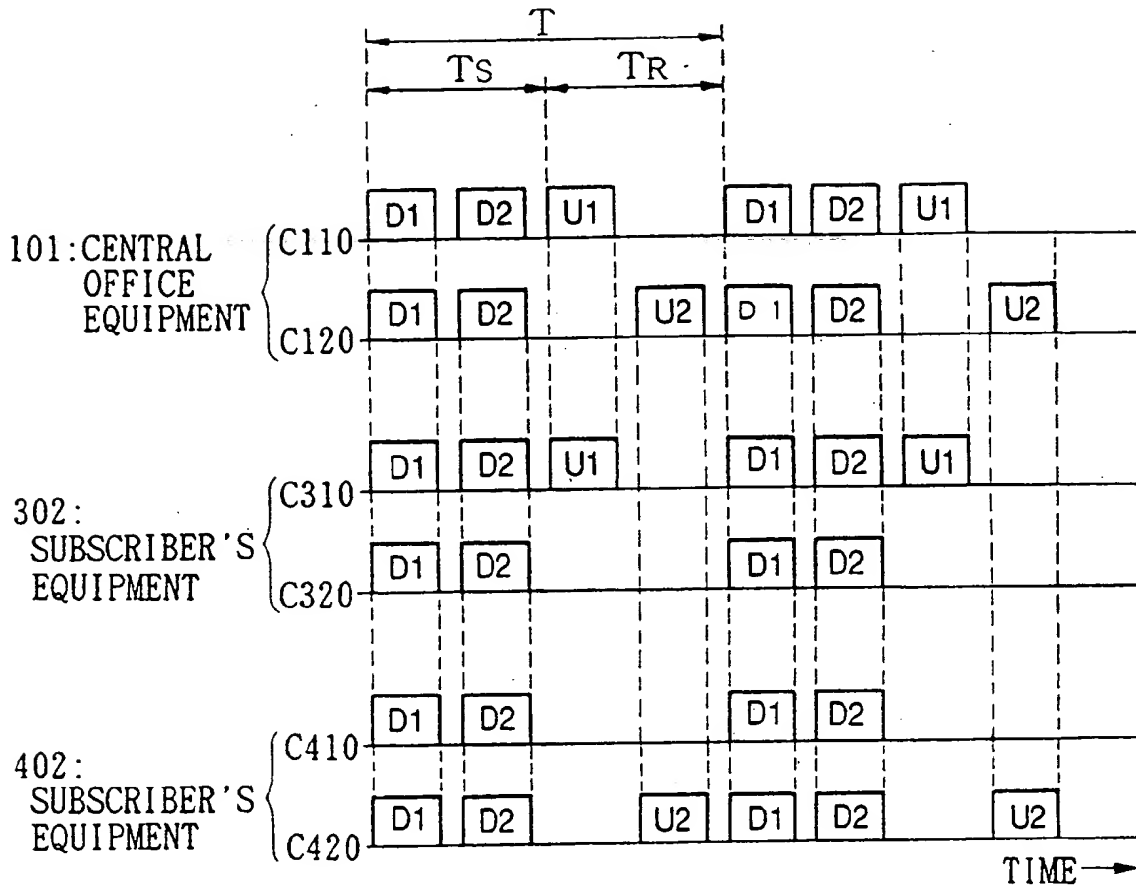 T
TS TR
D1 D2 U1 D1 D2 U1
101:CENTRAL OFFICE EQUIPMENT
C110
D1 D2 U2 D1 D2 U2
C120
D1 D2 U1 D1 D2 U1
C310
302:
SUBSCRIBER'S EQUIPMENT
D1 D2 D1 D2
C320
D1 D2 D1 D2
C410
402:
SUBSCRIBER'S EQUIPMENT
D1 D2 U2 D1 D2 U2
C420
TIME